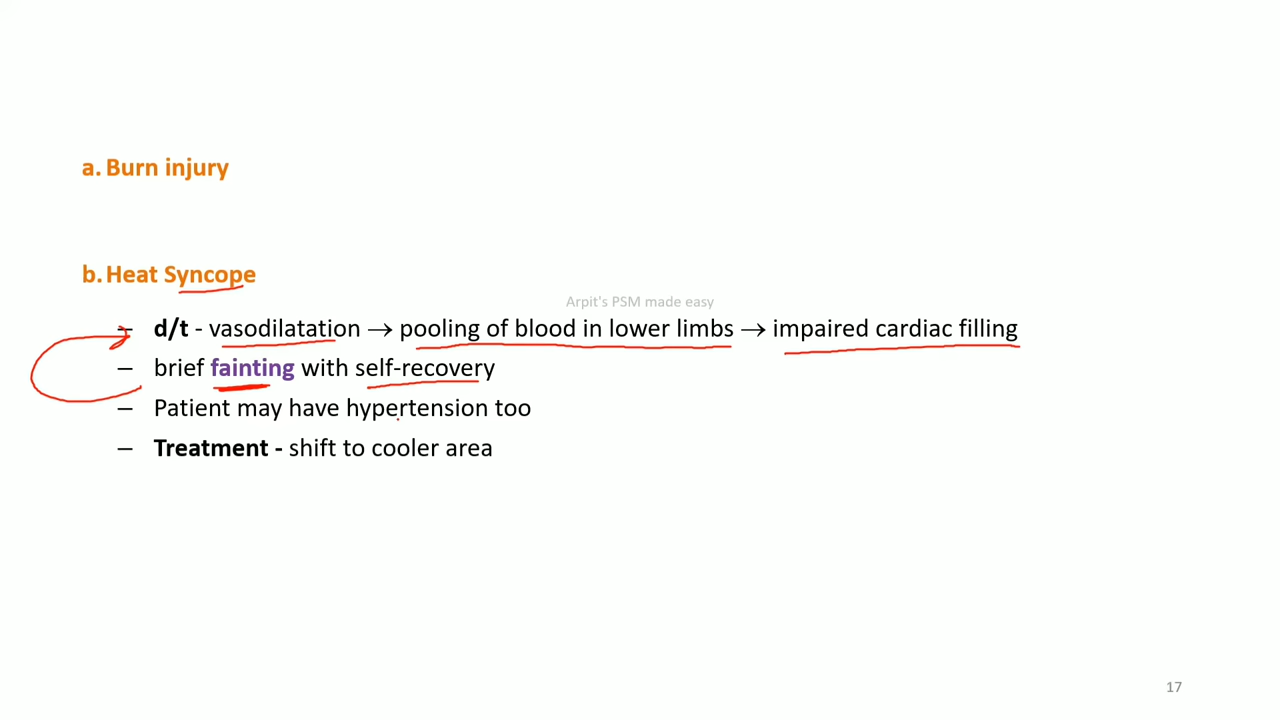 a. Burn injury
b. Heat Syncope
Arpit's PSM made easy
– d/t - vasodilatation → pooling of blood in lower limbs → impaired cardiac filling
– brief fainting with self-recovery
– Patient may have hypertension too
– Treatment - shift to cooler area
17